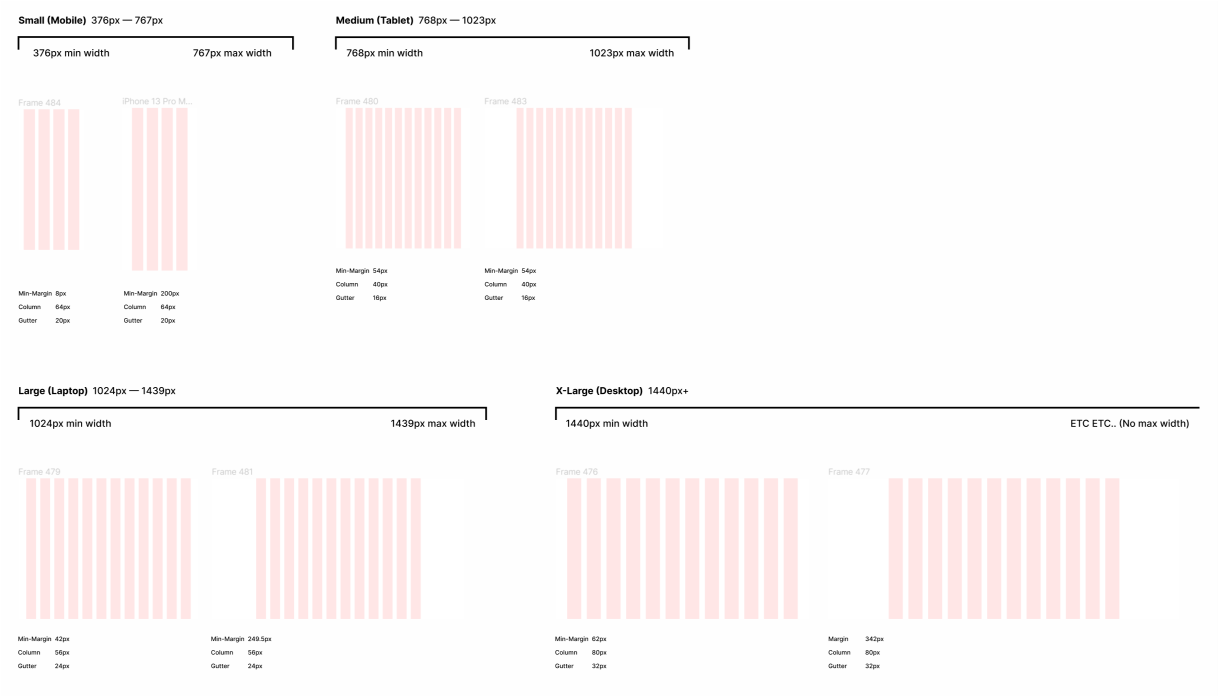 Small (Mobile) 376px — 767px
376px min width 767px max width
Frame 484 iPhone 13 Pro M...
Min-Margin 8px Min-Margin 200px
Column 64px Column 64px
Gutter 20px Gutter 20px
Medium (Tablet) 768px — 1023px
768px min width 1023px max width
Frame 480 Frame 483
Min-Margin 54px Min-Margin 54px
Column 40px Column 40px
Gutter 16px Gutter 16px
Large (Laptop) 1024px — 1439px
1024px min width 1439px max width
Frame 479 Frame 481
Min-Margin 42px Min-Margin 249.5px
Column 56px Column 56px
Gutter 24px Gutter 24px
X-Large (Desktop) 1440px+
1440px min width ETC ETC.. (No max width)
Frame 476 Frame 477
Min-Margin 62px Margin 342px
Column 80px Column 80px
Gutter 32px Gutter 32px